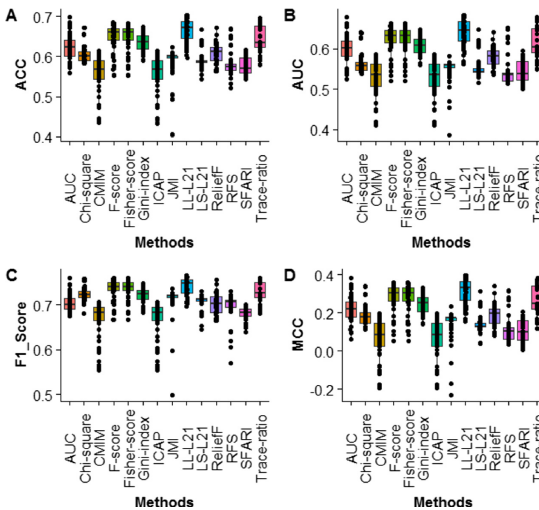 A
ACC
0.7
0.6
0.5
0.4
AUC
Chi-square
CMIM
F-score
Fisher-score
Gini-index
ICAP
JMI
LL-L21
LS-L21
ReliefF
RFS
SFARI
Trace-ratio
Methods
B
AUC
0.6
0.5
0.4
AUC
Chi-square
CMIM
F-score
Fisher-score
Gini-index
ICAP
JMI
LL-L21
LS-L21
ReliefF
RFS
SFARI
Trace-ratio
Methods
C
F1_Score
0.7
0.6
0.5
AUC
Chi-square
CMIM
F-score
Fisher-score
Gini-index
ICAP
JMI
LL-L21
LS-L21
ReliefF
RFS
SFARI
Trace-ratio
Methods
D
MCC
0.4
0.2
0.0
-0.2
AUC
Chi-square
CMIM
F-score
Fisher-score
Gini-index
ICAP
JMI
LL-L21
LS-L21
ReliefF
RFS
SFARI
Trace-ratio
Methods